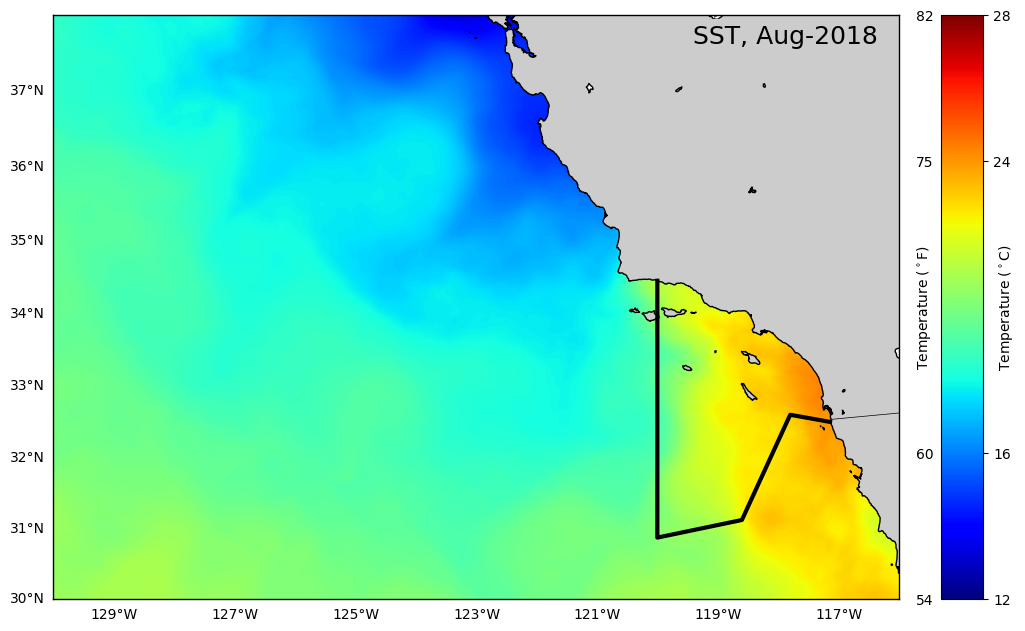 SST, Aug-2018
37°N
36°N
35°N
34°N
33°N
32°N
31°N
30°N
129°W
127°W
125°W
123°W
121°W
119°W
117°W
82
75
60
54
Temperature (°F)
28
24
16
12
Temperature (°C)